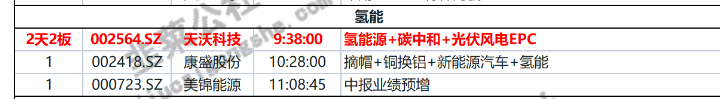 氢能
2天2板 002564.SZ 天沃科技 9:38:00 氢能源+碳中和+光伏风电EPC
1 002418.SZ 康盛股份 10:28:00 摘帽+铜换铝+新能源汽车+氢能
1 000723.SZ 美锦能源 11:08:45 中报业绩预增